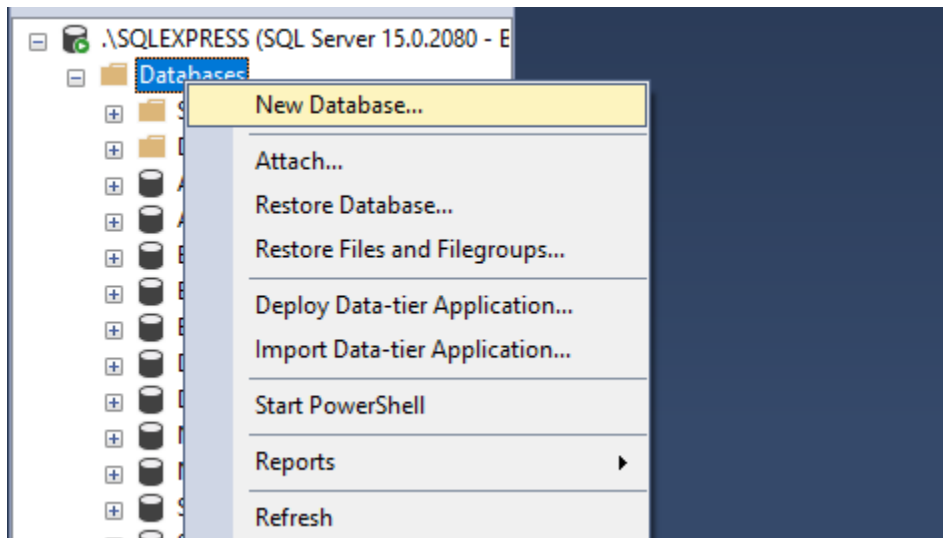 .\SQLEXPRESS (SQL Server 15.0.2080 - E
Databases
New Database...
Attach...
Restore Database...
Restore Files and Filegroups...
Deploy Data-tier Application...
Import Data-tier Application...
Start PowerShell
Reports
Refresh